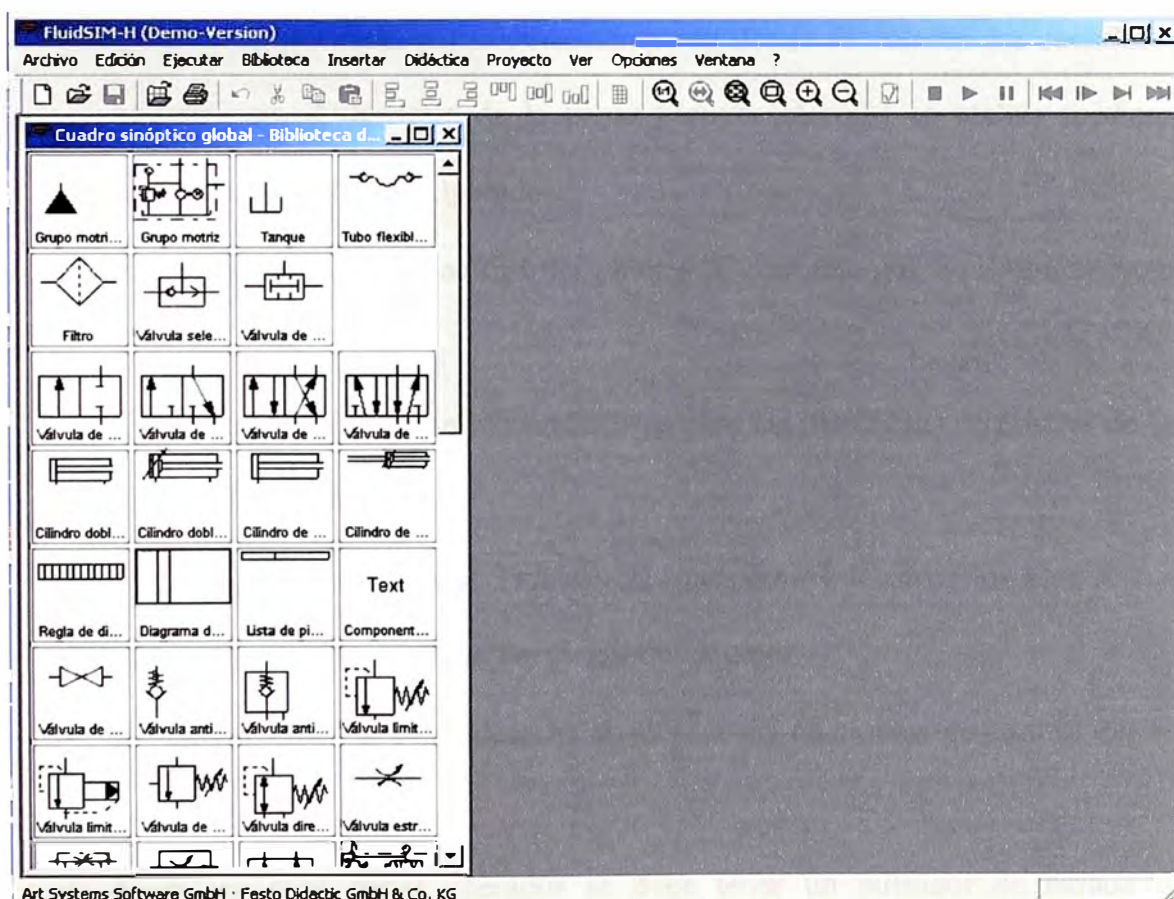 FluidSIM-H (Demo-Version)
Archivo Edición Ejecutar Biblioteca Insertar Didáctica Proyecto Ver Opciones Ventana ?
Cuadro sinóptico global - Biblioteca d...
Grupo motri... Grupo motriz Tanque Tubo flexibl...
Filtro Válvula sele... Válvula de ...
Válvula de ... Válvula de ... Válvula de ... Válvula de ...
Cilindro dobl... Cilindro dobl... Cilindro de ... Cilindro de ...
Text
Regla de di... Diagrama d... Lista de pi... Component...
Válvula de ... Válvula anti... Válvula anti... Válvula limit...
Válvula limit... Válvula de ... Válvula dire... Válvula estr...
Art Systems Software GmbH · Festo Didactic GmbH & Co. KG